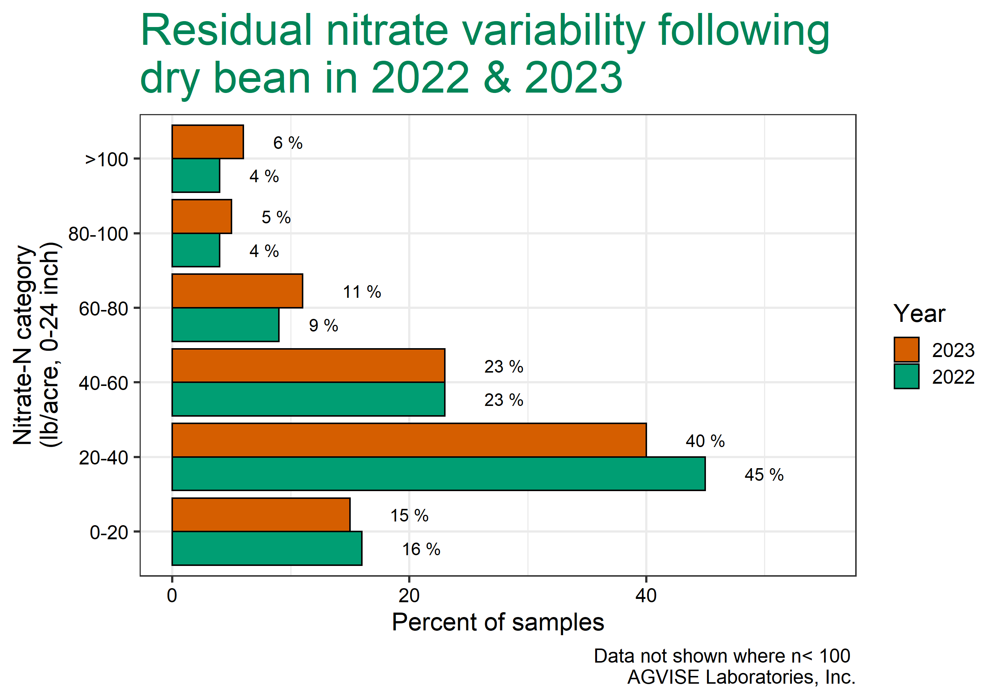 Residual nitrate variability following
dry bean in 2022 & 2023
Nitrate-N category
(lb/acre, 0-24 inch)
>100
6 %
4 %
80-100
5 %
4 %
60-80
11 %
9 %
40-60
23 %
23 %
20-40
40 %
45 %
0-20
15 %
16 %
0
20
40
Percent of samples
Year
2023
2022
Data not shown where n< 100
AGVISE Laboratories, Inc.